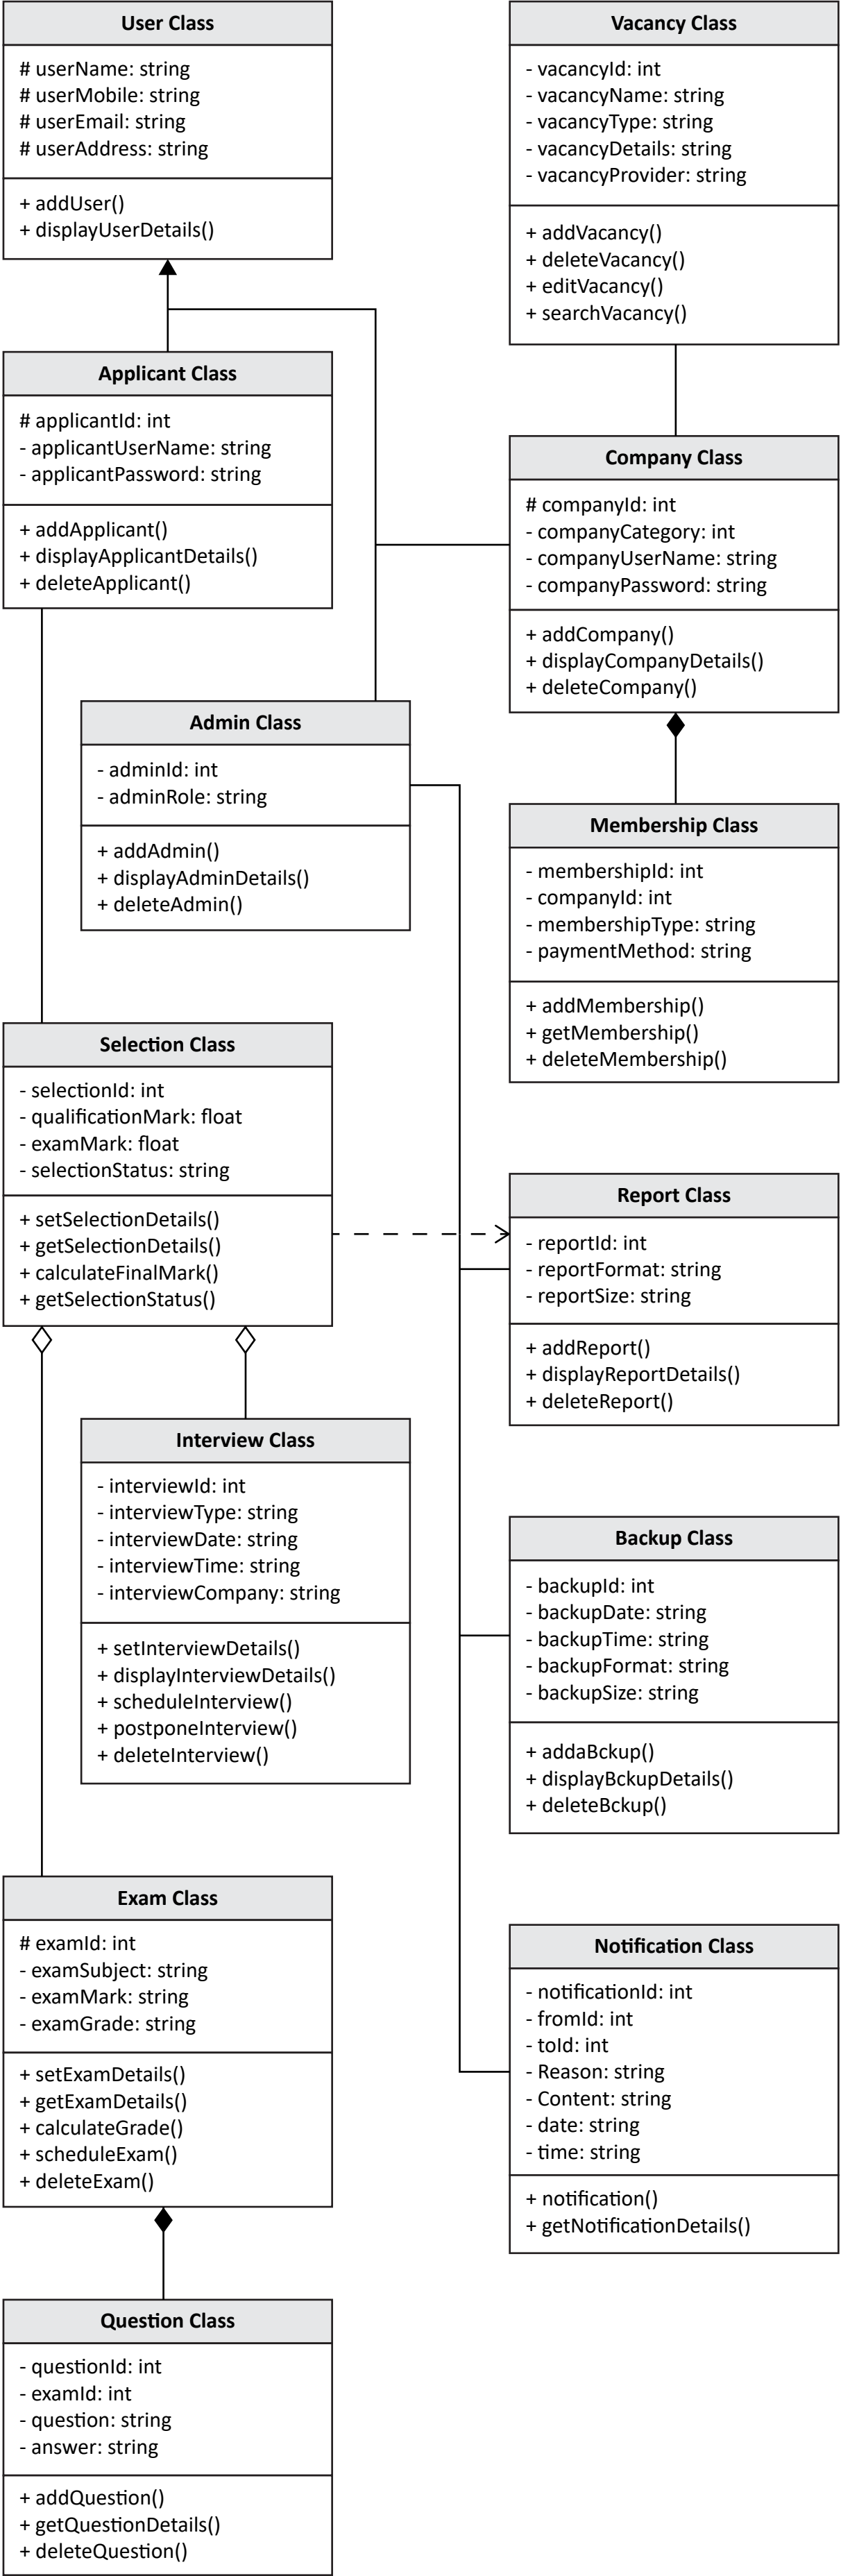 User Class
# userName: string
# userMobile: string
# userEmail: string
# userAddress: string
+ addUser()
+ displayUserDetails()
Vacancy Class
- vacancyId: int
- vacancyName: string
- vacancyType: string
- vacancyDetails: string
- vacancyProvider: string
+ addVacancy()
+ deleteVacancy()
+ editVacancy()
+ searchVacancy()
Applicant Class
# applicantId: int
- applicantUserName: string
- applicantPassword: string
+ addApplicant()
+ displayApplicantDetails()
+ deleteApplicant()
Company Class
# companyId: int
- companyCategory: int
- companyUserName: string
- companyPassword: string
+ addCompany()
+ displayCompanyDetails()
+ deleteCompany()
Admin Class
- adminId: int
- adminRole: string
+ addAdmin()
+ displayAdminDetails()
+ deleteAdmin()
Membership Class
- membershipId: int
- companyId: int
- membershipType: string
- paymentMethod: string
+ addMembership()
+ getMembership()
+ deleteMembership()
Selection Class
- selectionId: int
- qualificationMark: float
- examMark: float
- selectionStatus: string
+ setSelectionDetails()
+ getSelectionDetails()
+ calculateFinalMark()
+ getSelectionStatus()
Report Class
- reportId: int
- reportFormat: string
- reportSize: string
+ addReport()
+ displayReportDetails()
+ deleteReport()
Interview Class
- interviewId: int
- interviewType: string
- interviewDate: string
- interviewTime: string
- interviewCompany: string
+ setInterviewDetails()
+ displayInterviewDetails()
+ scheduleInterview()
+ postponeInterview()
+ deleteInterview()
Backup Class
- backupId: int
- backupDate: string
- backupTime: string
- backupFormat: string
- backupSize: string
+ addaBckup()
+ displayBckupDetails()
+ deleteBckup()
Exam Class
# examId: int
- examSubject: string
- examMark: string
- examGrade: string
+ setExamDetails()
+ getExamDetails()
+ calculateGrade()
+ scheduleExam()
+ deleteExam()
Notification Class
- notificationId: int
- fromId: int
- toId: int
- Reason: string
- Content: string
- date: string
- time: string
+ notification()
+ getNotificationDetails()
Question Class
- questionId: int
- examId: int
- question: string
- answer: string
+ addQuestion()
+ getQuestionDetails()
+ deleteQuestion()